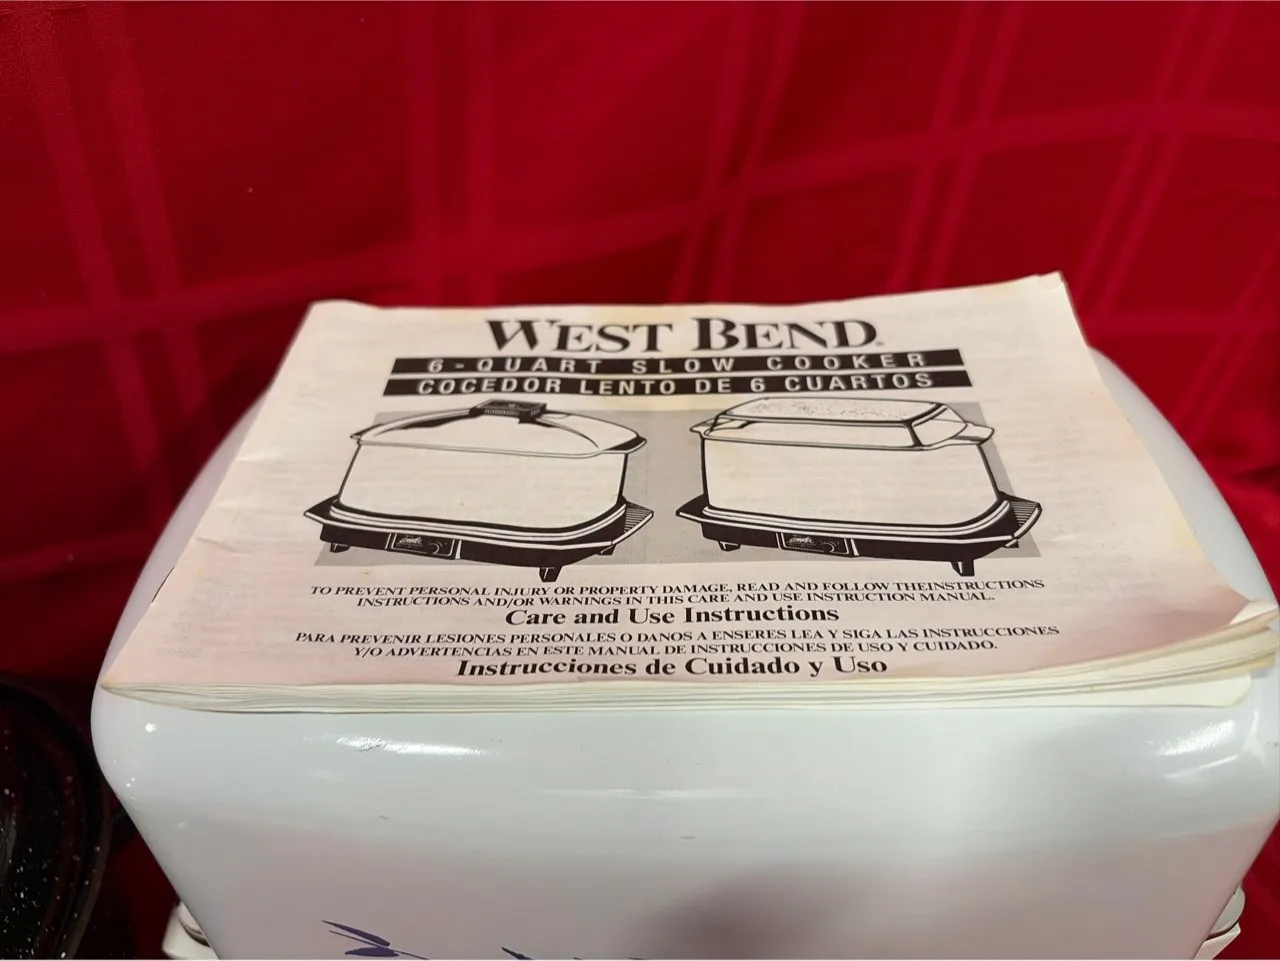 WEST BEND®
6-QUART SLOW COOKER
COCEDOR LENTO DE 6 CUARTOS
TO PREVENT PERSONAL INJURY OR PROPERTY DAMAGE, READ AND FOLLOW THEINSTRUCTIONS
INSTRUCTIONS AND/OR WARNINGS IN THIS CARE AND USE INSTRUCTION MANUAL.
Care and Use Instructions
PARA PREVENIR LESIONES PERSONALES O DANOS A ENSERES LEA Y SIGA LAS INSTRUCCIONES
Y/O ADVERTENCIAS EN ESTE MANUAL DE INSTRUCCIONES DE USO Y CUIDADO.
Instrucciones de Cuidado y Uso